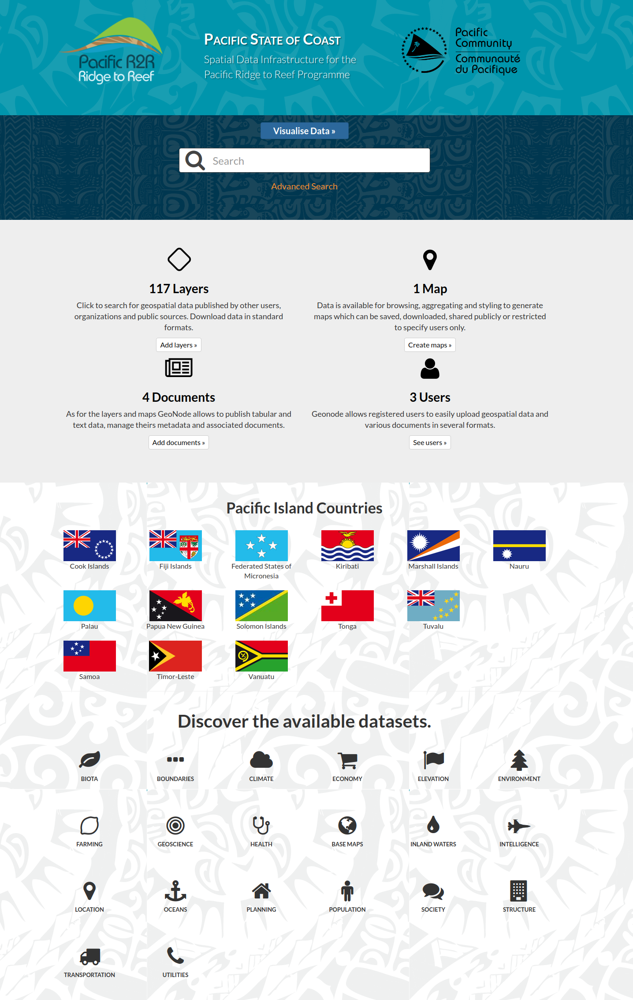 Pacific R2R
Ridge to Reef
Pacific State of Coast
Spatial Data Infrastructure for the
Pacific Ridge to Reef Programme
Pacific
Community
Communauté
du Pacifique
Visualise Data »
Search
Advanced Search
117 Layers
Click to search for geospatial data published by other users,
organizations and public sources. Download data in standard
formats.
Add layers »
1 Map
Data is available for browsing, aggregating and styling to generate
maps which can be saved, downloaded, shared publicly or restricted
to specify users only.
Create maps »
4 Documents
As for the layers and maps GeoNode allows to publish tabular and
text data, manage theirs metadata and associated documents.
Add documents »
3 Users
Geonode allows registered users to easily upload geospatial data and
various documents in several formats.
See users »
Pacific Island Countries
Cook Islands
Fiji Islands
Federated States of
Micronesia
Kiribati
Marshall Islands
Nauru
Palau
Papua New Guinea
Solomon Islands
Tonga
Tuvalu
Samoa
Timor-Leste
Vanuatu
Discover the available datasets.
BIOTA
BOUNDARIES
CLIMATE
ECONOMY
ELEVATION
ENVIRONMENT
FARMING
GEOSCIENCE
HEALTH
BASE MAPS
INLAND WATERS
INTELLIGENCE
LOCATION
OCEANS
PLANNING
POPULATION
SOCIETY
STRUCTURE
TRANSPORTATION
UTILITIES